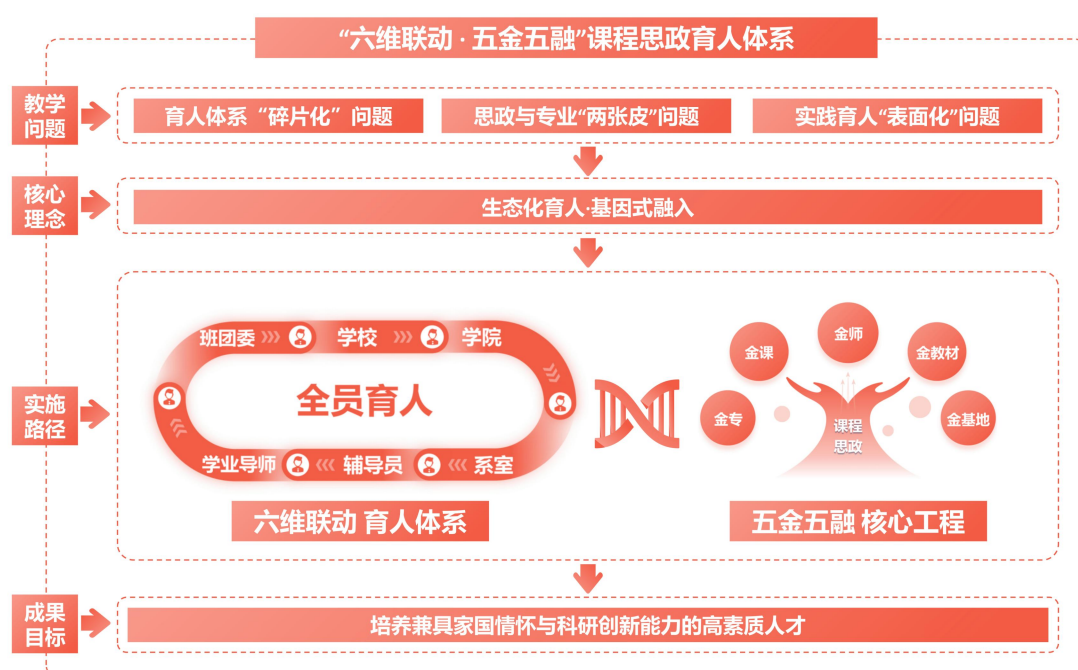 “六维联动 · 五金五融”课程思政育人体系
教学
问题
育人体系“碎片化”问题
思政与专业“两张皮”问题
实践育人“表面化”问题
核心
理念
生态化育人·基因式融入
实施
路径
班团委
学校
学院
全员育人
学业导师
辅导员
系室
六维联动 育人体系
金专
金课
金师
金教材
金基地
课程
思政
五金五融 核心工程
成果
目标
培养兼具家国情怀与科研创新能力的高素质人才